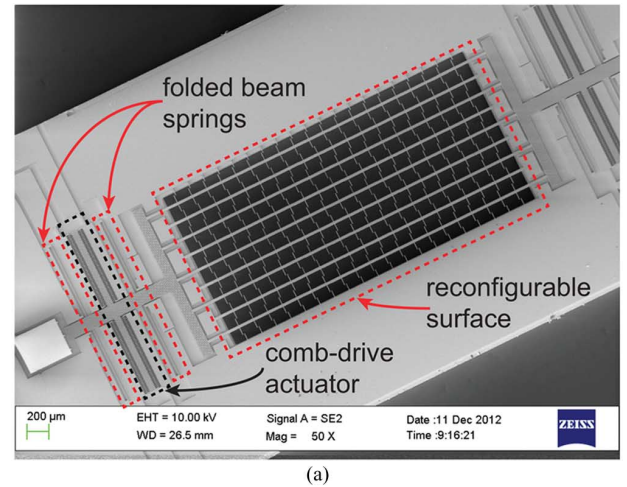 folded beam
springs
reconfigurable
surface
comb-drive
actuator
200 µm
EHT = 10.00 kV
Signal A = SE2
Date :11 Dec 2012
ZEISS
WD = 26.5 mm
Mag = 50 X
Time :9:16:21
(a)